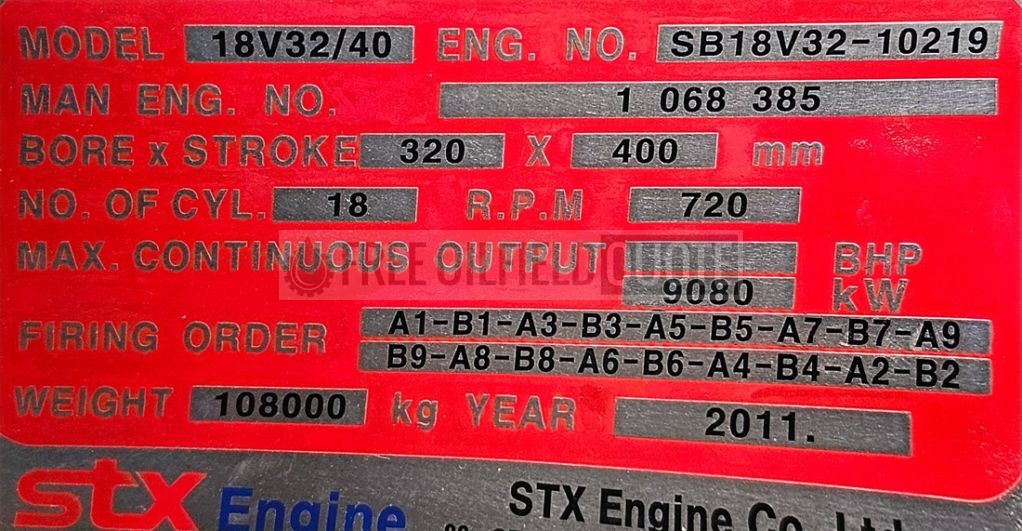 MODEL 18V32/40 ENG. NO. SB18V32-10219
MAN ENG. NO. 1 068 385
BORE x STROKE 320 X 400 mm
NO. OF CYL. 18 R.P.M 720
MAX. CONTINUOUS OUTPUT BHP
FREE OILFIELD QUOTE
9080 kW
FIRING ORDER A1-B1-A3-B3-A5-B5-A7-B7-A9
B9-A8-B8-A6-B6-A4-B4-A2-B2
WEIGHT 108000 kg YEAR 2011.
stx Engine STX Engine Co., Ltd.